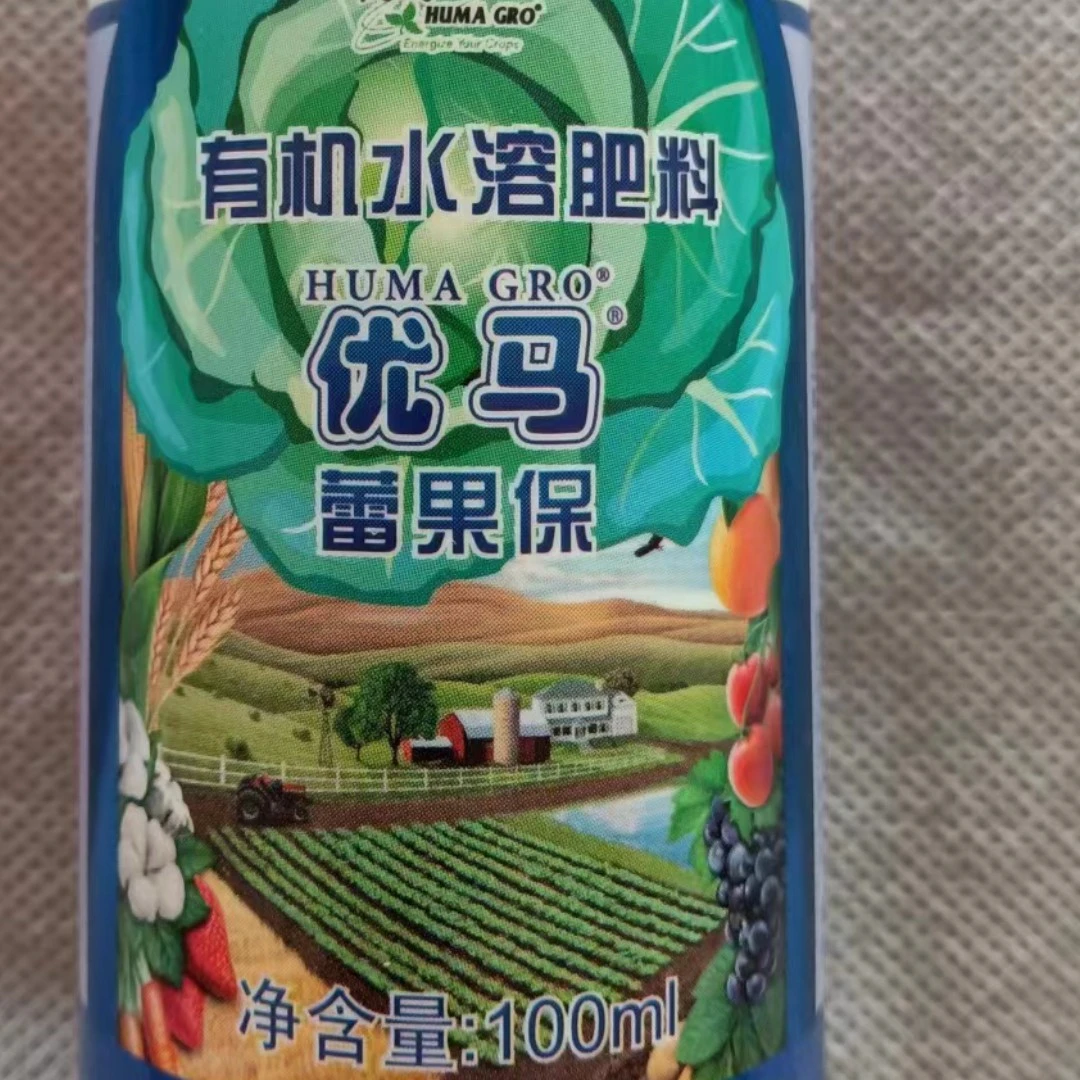 HUMA GRO®
Energize Your Crops
有机水溶肥料
HUMA GRO®
优马®
蕾果保
净含量:100ml